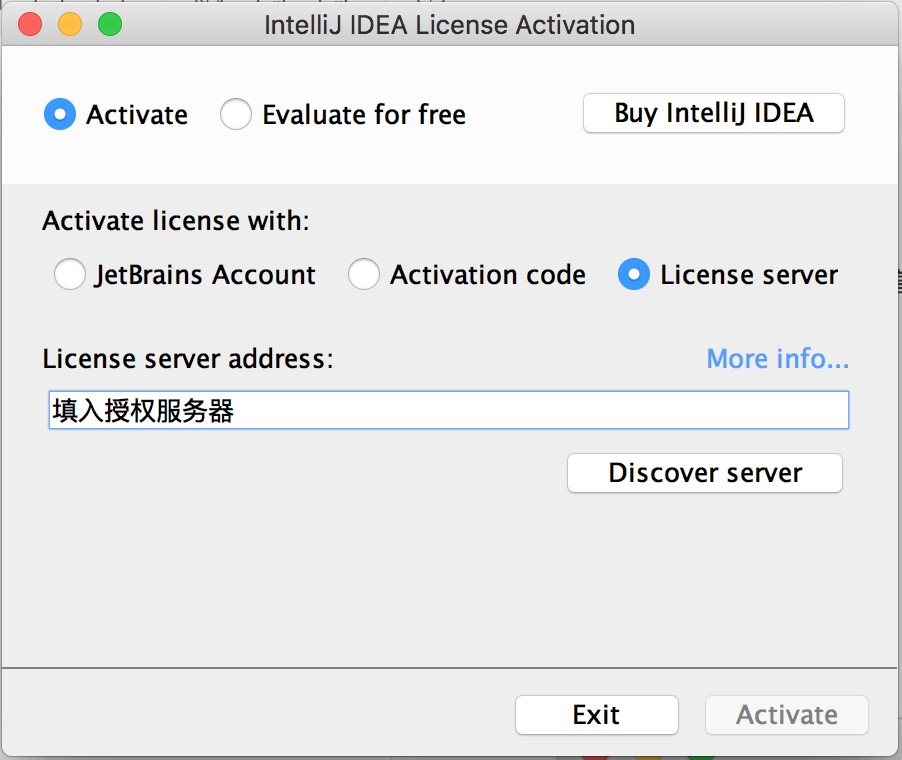 IntelliJ IDEA License Activation
Activate Evaluate for free Buy IntelliJ IDEA
Activate license with:
JetBrains Account Activation code License server
License server address: More info...
填入授权服务器
Discover server
Exit Activate